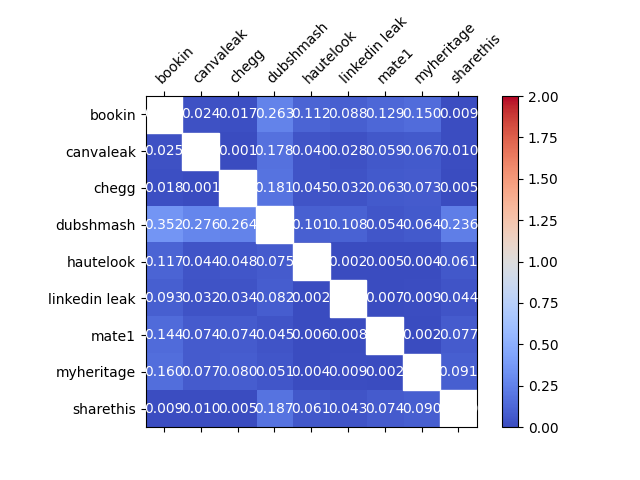 bookin canvaleak chegg dubshmash hautelook linkedin leak mate1 myheritage sharethis
bookin 0.024 0.017 0.263 0.112 0.088 0.129 0.150 0.009
canvaleak 0.025 0.001 0.178 0.040 0.028 0.059 0.067 0.010
chegg 0.018 0.001 0.181 0.045 0.032 0.063 0.073 0.005
dubshmash 0.352 0.276 0.264 0.101 0.108 0.054 0.064 0.236
hautelook 0.117 0.044 0.048 0.075 0.002 0.005 0.004 0.061
linkedin leak 0.093 0.032 0.034 0.082 0.002 0.007 0.009 0.044
mate1 0.144 0.074 0.074 0.045 0.006 0.008 0.002 0.077
myheritage 0.160 0.077 0.080 0.051 0.004 0.009 0.002 0.091
sharethis 0.009 0.010 0.005 0.187 0.061 0.043 0.074 0.090
2.00
1.75
1.50
1.25
1.00
0.75
0.50
0.25
0.00